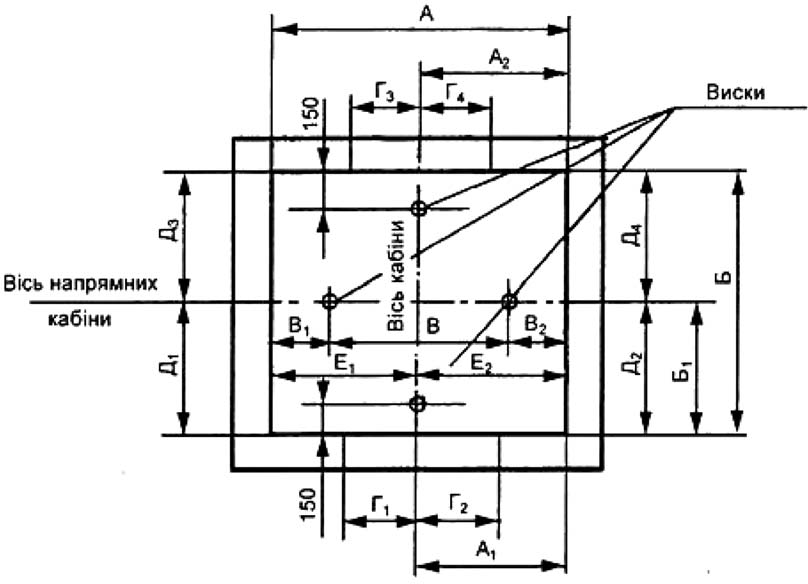 А
А₂
Г₃
Г₄
150
Виски
Д₃
Вісь кабіни
Д₄
Б
Вісь напрямних
кабіни
В₁
В
В₂
Д₁
Е₁
Е₂
Д₂
Б₁
150
Г₁
Г₂
А₁